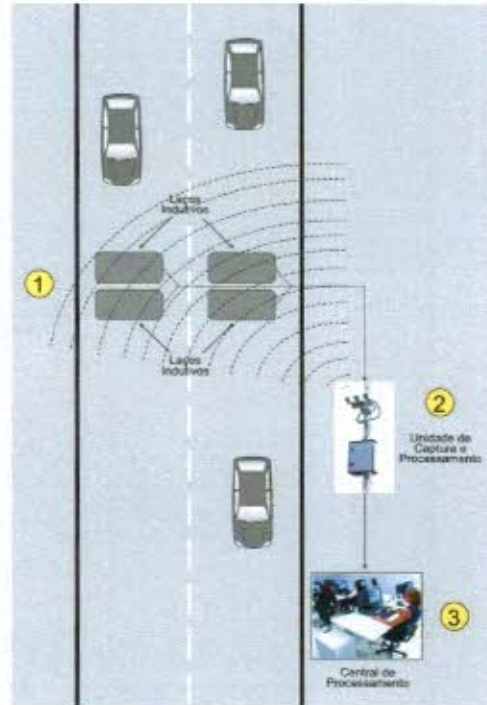 Laços
Indutivos
1
Laços
Indutivos
2
Unidade de
Captura e
Processamento
3
Central de
Processamento